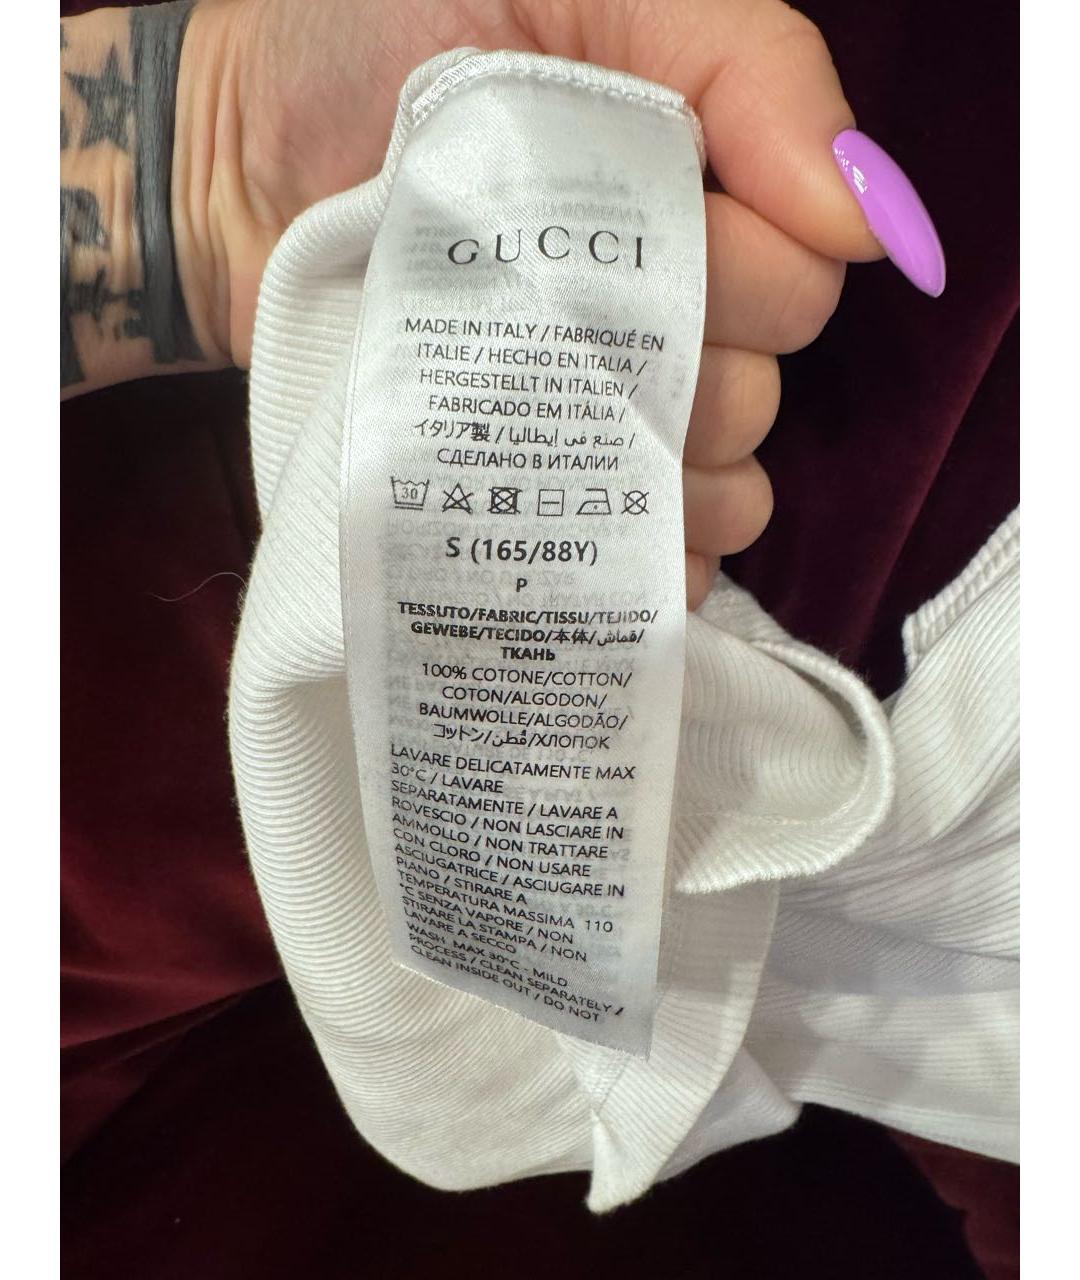 GUCCI
MADE IN ITALY / FABRIQUÉ EN
ITALIE / HECHO EN ITALIA /
HERGESTELLT IN ITALIEN /
FABRICADO EM ITÁLIA /
イタリア製 / صنع في إيطاليا /
СДЕЛАНО В ИТАЛИИ
30
S (165/88Y)
P
TESSUTO/FABRIC/TISSU/TEJIDO/
GEWEBE/TECIDO/本体/قماش/
ТКАНЬ
100% COTONE/COTTON/
COTON/ALGODON/
BAUMWOLLE/ALGODÃO/
コットン/قُطن/ХЛОПОК
LAVARE DELICATAMENTE MAX
30°C / LAVARE
SEPARATAMENTE / LAVARE A
ROVESCIO / NON LASCIARE IN
AMMOLLO / NON TRATTARE
CON CLORO / NON USARE
ASCIUGATRICE / ASCIUGARE IN
PIANO / STIRARE A
TEMPERATURA MASSIMA 110
°C SENZA VAPORE / NON
STIRARE LA STAMPA / NON
LAVARE A SECCO
WASH MAX 30°C - MILD
PROCESS / CLEAN SEPARATELY /
CLEAN INSIDE OUT / DO NOT